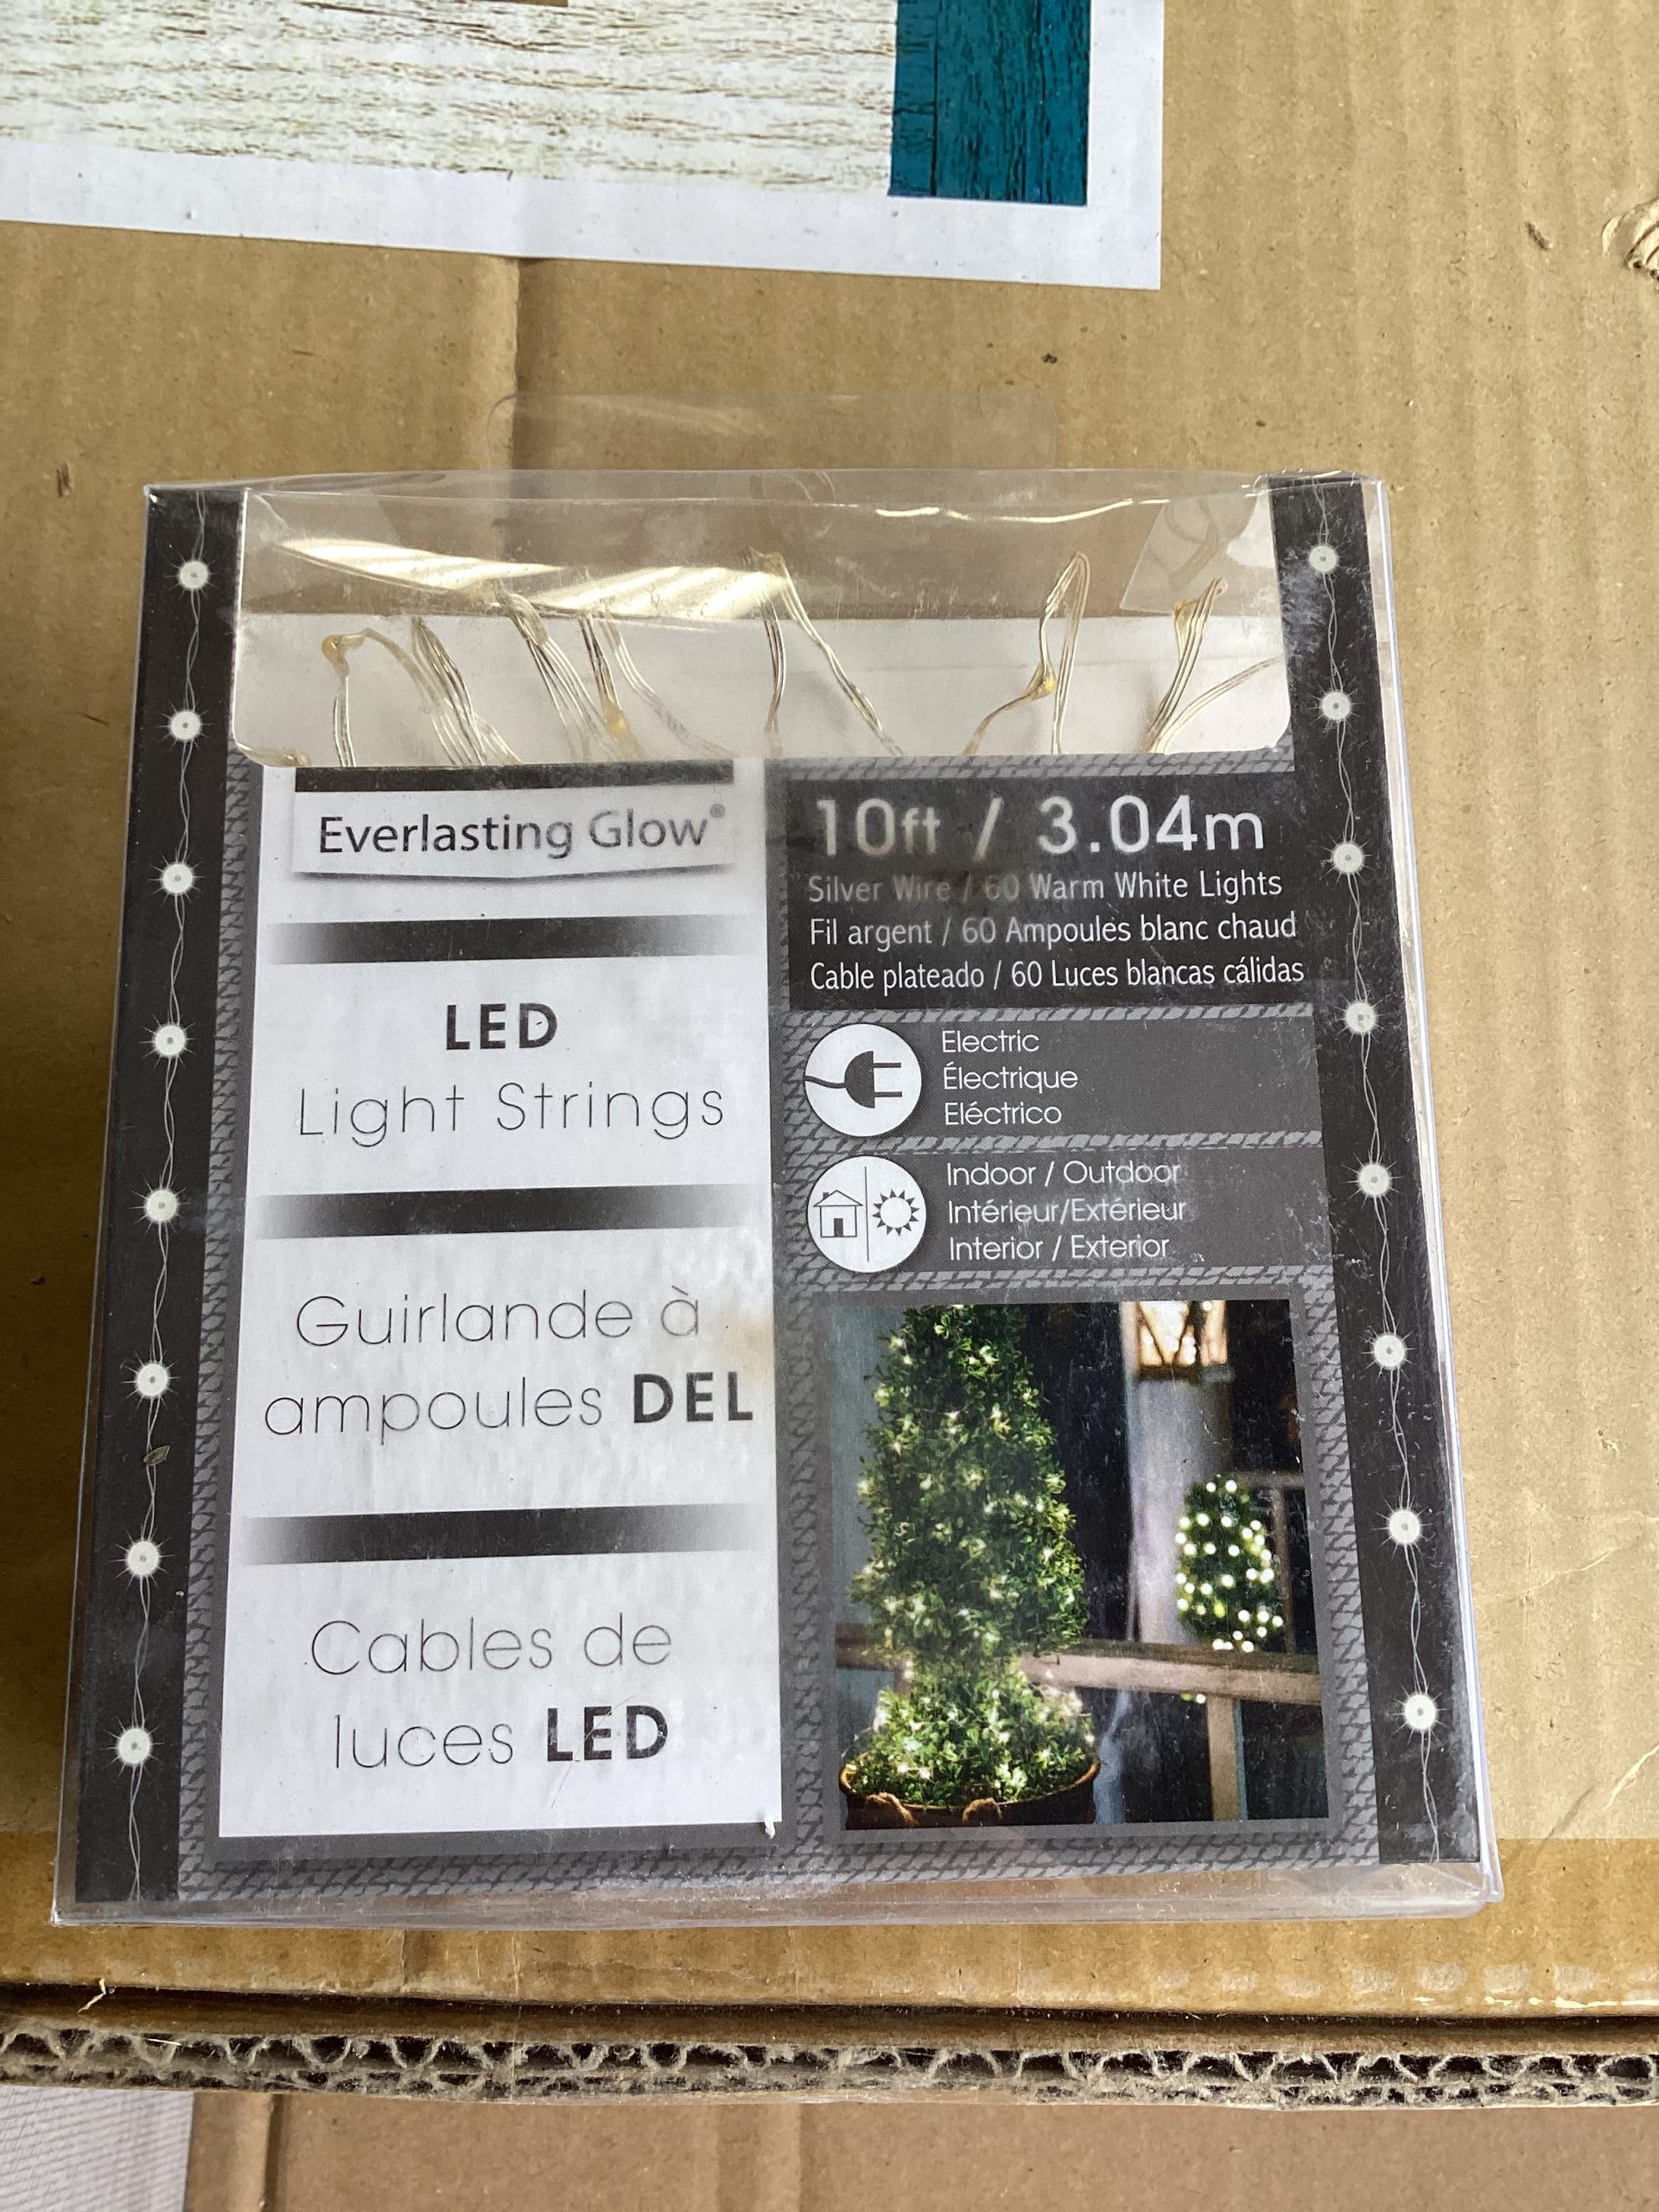 Everlasting Glow®
LED
Light Strings
Guirlande à
ampoules DEL
Cables de
luces LED
10ft / 3.04m
Silver Wire / 60 Warm White Lights
Fil argent / 60 Ampoules blanc chaud
Cable plateado / 60 Luces blancas cálidas
Electric
Électrique
Eléctrico
Indoor / Outdoor
Intérieur/Extérieur
Interior / Exterior